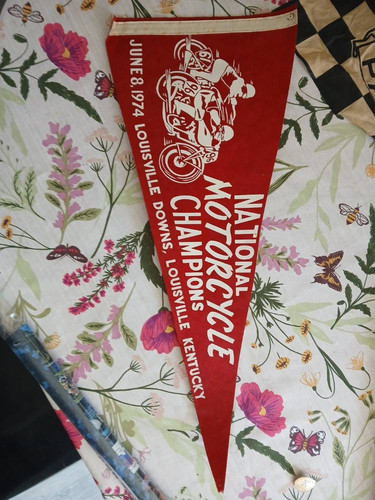 NATIONAL
MOTORCYCLE
CHAMPIONS
JUNE 8, 1974 LOUISVILLE DOWNS, LOUISVILLE KENTUCKY